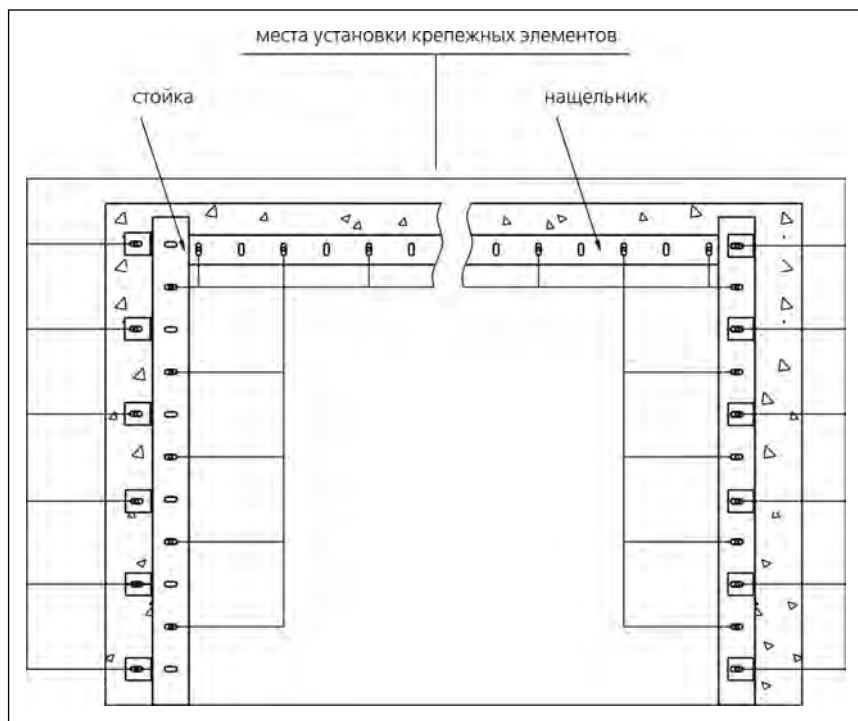 места установки крепежных элементов
стойка
нащельник